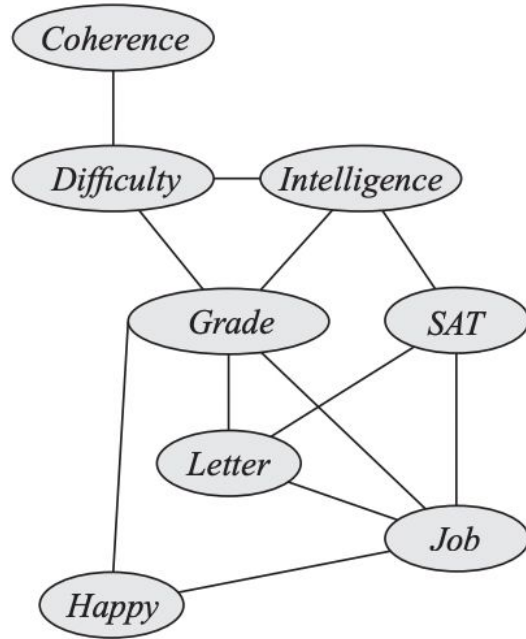 Coherence
Difficulty
Intelligence
Grade
SAT
Letter
Job
Happy